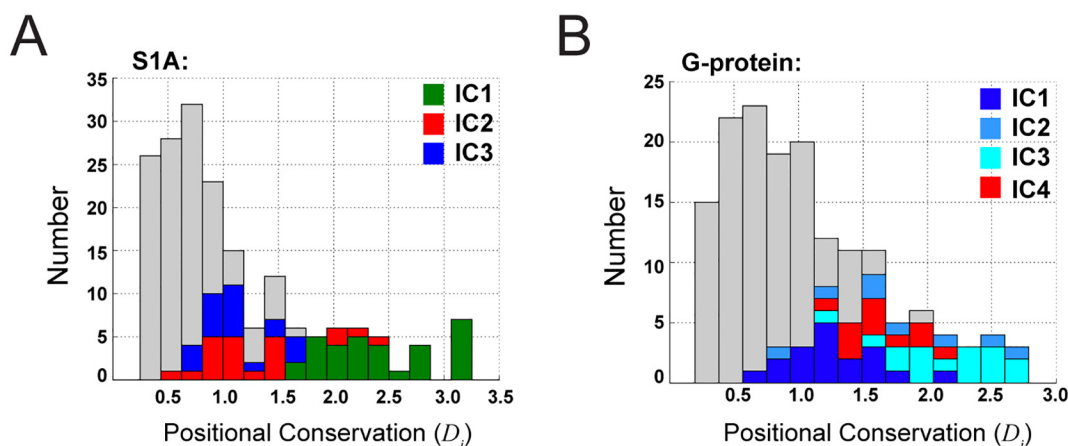 A
S1A:
35
30
25
20
15
10
5
0
Number
IC1
IC2
IC3
0.5 1.0 1.5 2.0 2.5 3.0 3.5
Positional Conservation (Di)
B
G-protein:
25
20
15
10
5
0
Number
IC1
IC2
IC3
IC4
0.5 1.0 1.5 2.0 2.5 3.0
Positional Conservation (Di)